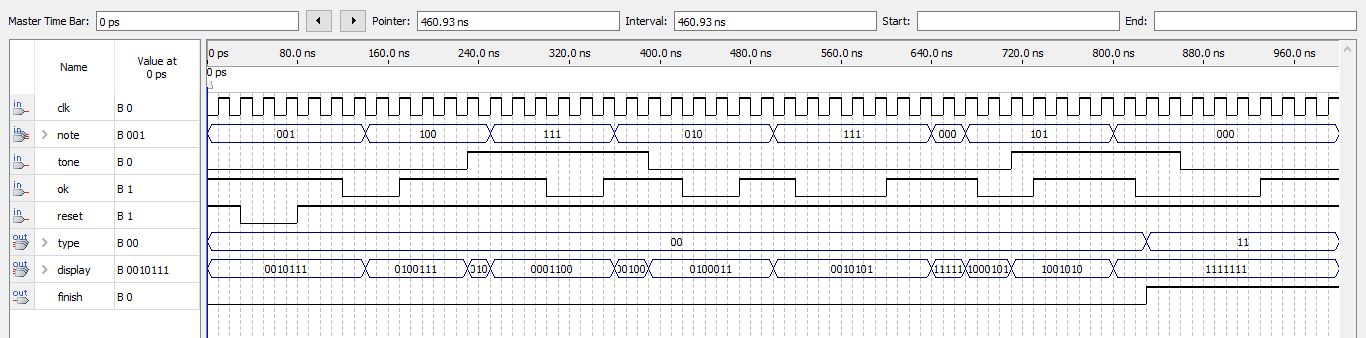 Master Time Bar: 0 ps Pointer: 460.93 ns Interval: 460.93 ns Start: End:
Name Value at 0 ps
0 ps 80.0 ns 160.0 ns 240.0 ns 320.0 ns 400.0 ns 480.0 ns 560.0 ns 640.0 ns 720.0 ns 800.0 ns 880.0 ns 960.0 ns
0 ps
in clk B 0
in note B 001 001 100 111 010 111 000 101 000
in tone B 0
in ok B 1
in reset B 1
out type B 00 00 11
out display B 0010111 0010111 0100111 0001100 0100011 0010101 1000101 1001010 1111111
out finish B 0